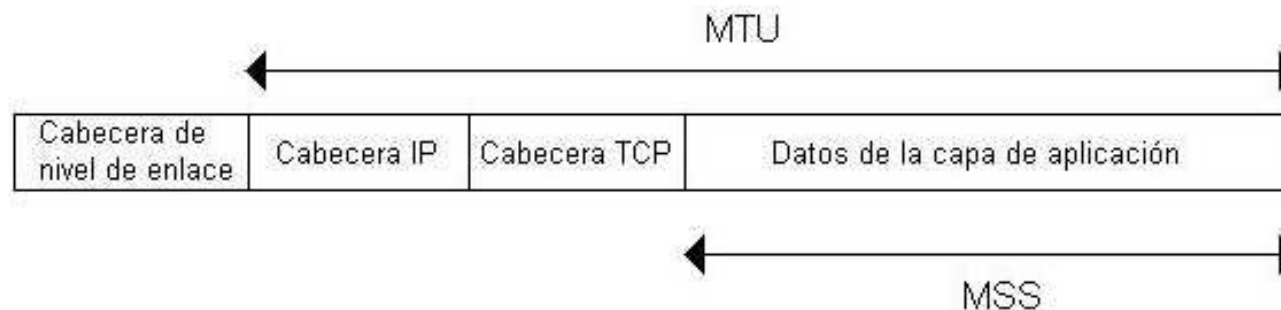 MTU
Cabecera de
nivel de enlace
Cabecera IP
Cabecera TCP
Datos de la capa de aplicación
MSS